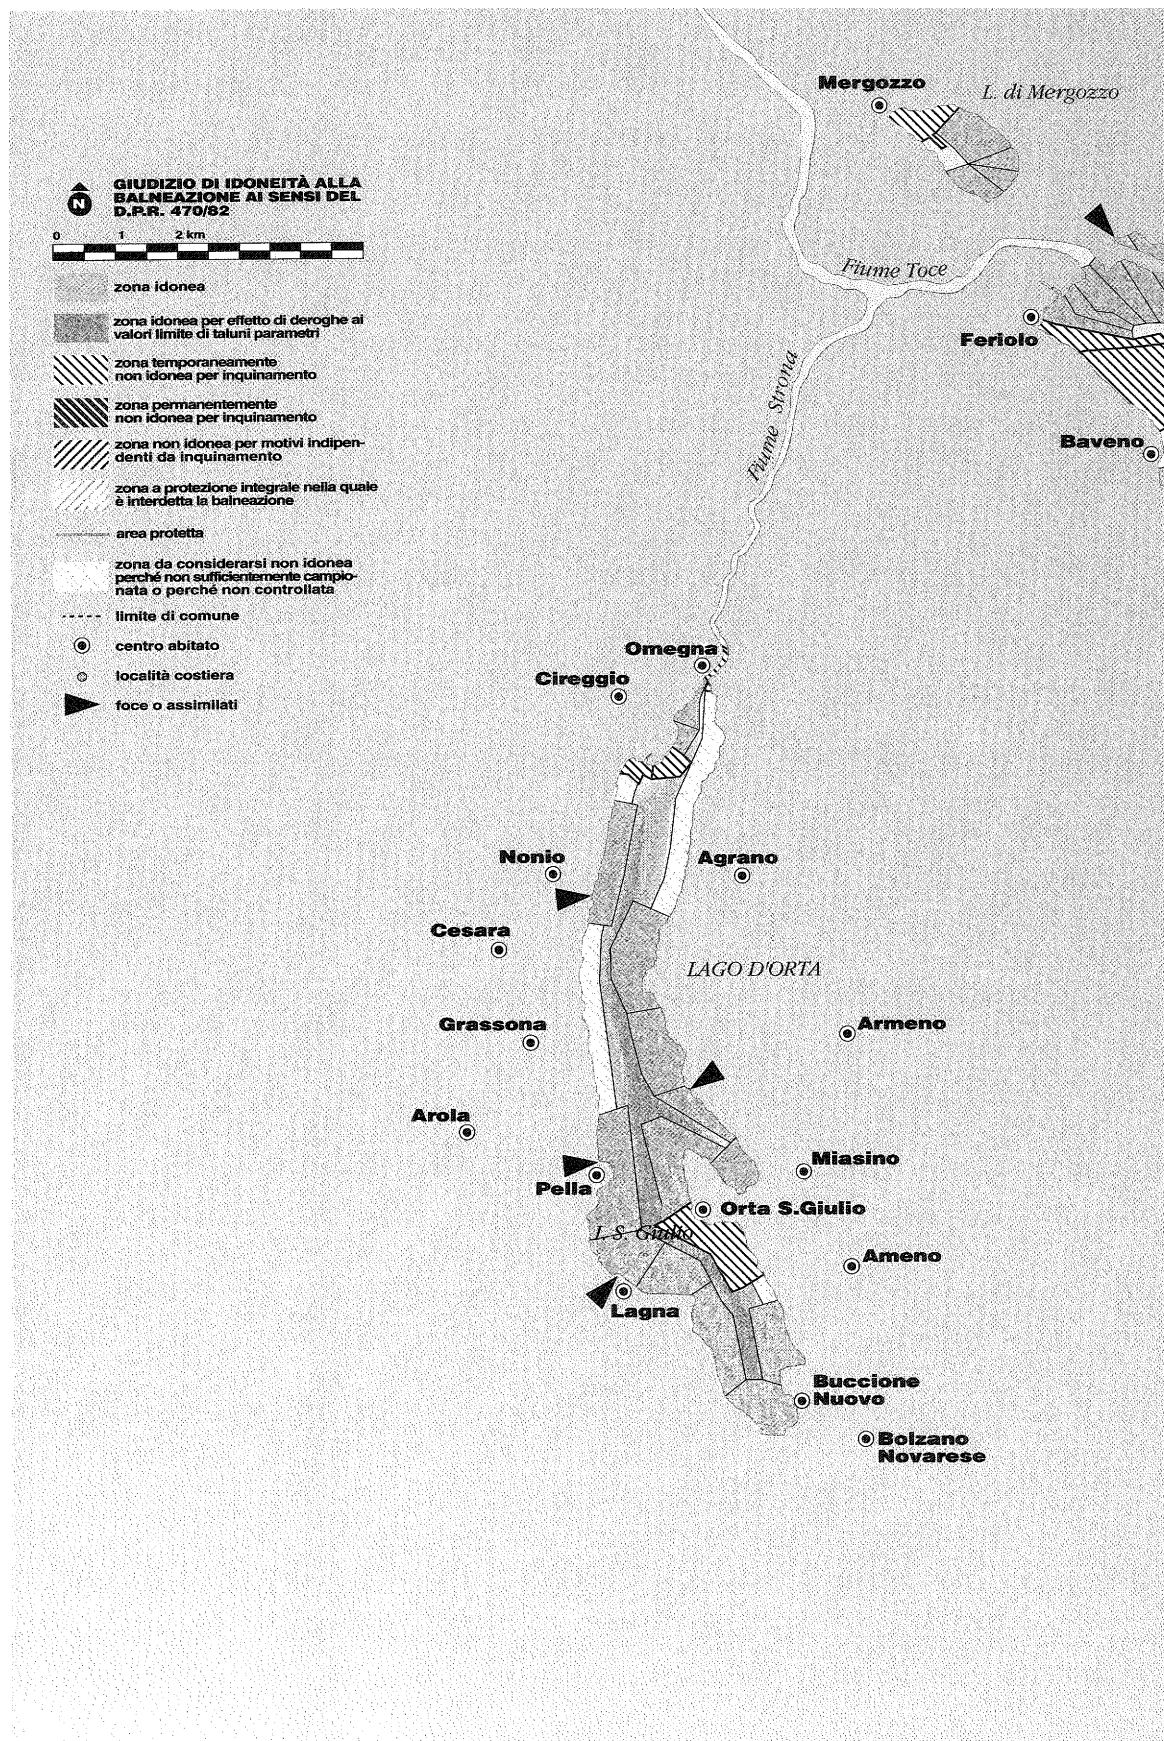 GIUDIZIO DI IDONEITÀ ALLA
BALNEAZIONE AI SENSI DEL
D.P.R. 470/82
N
0 1 2 km
zona idonea
zona idonea per effetto di deroghe ai
valori limite di taluni parametri
zona temporaneamente
non idonea per inquinamento
zona permanentemente
non idonea per inquinamento
zona non idonea per motivi indipen-
denti da inquinamento
zona a protezione integrale nella quale
è interdetta la balneazione
area protetta
zona da considerarsi non idonea
perché non sufficientemente campio-
nata o perché non controllata
limite di comune
centro abitato
località costiera
foce o assimilati
Mergozzo
L. di Mergozzo
Fiume Toce
Feriolo
Fiume Strona
Baveno
Omegna
Cireggio
Nonio
Agrano
Cesara
LAGO D'ORTA
Grassona
Armeno
Arola
Miasino
Pella
Orta S.Giulio
I. S. Giulio
Ameno
Lagna
Buccione
Nuovo
Bolzano
Novarese